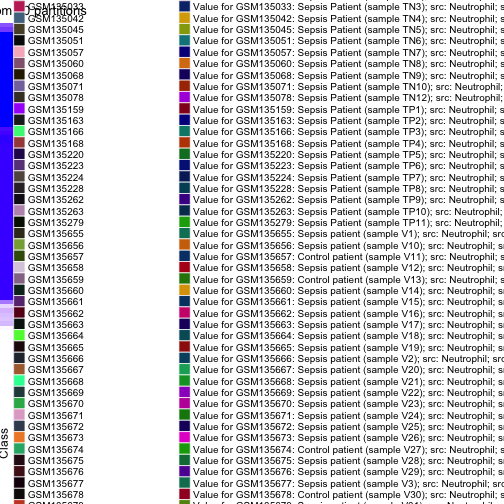 GSM135033 Value for GSM135033: Sepsis Patient (sample TN3); src: Neutrophil; s
GSM135042 Value for GSM135042: Sepsis Patient (sample TN4); src: Neutrophil; s
GSM135045 Value for GSM135045: Sepsis Patient (sample TN5); src: Neutrophil; s
GSM135051 Value for GSM135051: Sepsis Patient (sample TN6); src: Neutrophil; s
GSM135057 Value for GSM135057: Sepsis Patient (sample TN7); src: Neutrophil; s
GSM135060 Value for GSM135060: Sepsis Patient (sample TN8); src: Neutrophil; s
GSM135068 Value for GSM135068: Sepsis Patient (sample TN9); src: Neutrophil; s
GSM135071 Value for GSM135071: Sepsis Patient (sample TN10); src: Neutrophil;
GSM135078 Value for GSM135078: Sepsis Patient (sample TN12); src: Neutrophil;
GSM135159 Value for GSM135159: Sepsis Patient (sample TP1); src: Neutrophil; s
GSM135163 Value for GSM135163: Sepsis Patient (sample TP2); src: Neutrophil; s
GSM135166 Value for GSM135166: Sepsis Patient (sample TP3); src: Neutrophil; s
GSM135168 Value for GSM135168: Sepsis Patient (sample TP4); src: Neutrophil; s
GSM135220 Value for GSM135220: Sepsis Patient (sample TP5); src: Neutrophil; s
GSM135223 Value for GSM135223: Sepsis Patient (sample TP6); src: Neutrophil; s
GSM135224 Value for GSM135224: Sepsis Patient (sample TP7); src: Neutrophil; s
GSM135228 Value for GSM135228: Sepsis Patient (sample TP8); src: Neutrophil; s
GSM135262 Value for GSM135262: Sepsis Patient (sample TP9); src: Neutrophil; s
GSM135263 Value for GSM135263: Sepsis Patient (sample TP10); src: Neutrophil;
GSM135279 Value for GSM135279: Sepsis Patient (sample TP11); src: Neutrophil;
GSM135655 Value for GSM135655: Sepsis patient (sample V1); src: Neutrophil; src
GSM135656 Value for GSM135656: Sepsis patient (sample V10); src: Neutrophil; s
GSM135657 Value for GSM135657: Control patient (sample V11); src: Neutrophil; s
GSM135658 Value for GSM135658: Sepsis patient (sample V12); src: Neutrophil; s
GSM135659 Value for GSM135659: Control patient (sample V13); src: Neutrophil; s
GSM135660 Value for GSM135660: Sepsis patient (sample V14); src: Neutrophil; s
GSM135661 Value for GSM135661: Sepsis patient (sample V15); src: Neutrophil; s
GSM135662 Value for GSM135662: Sepsis patient (sample V16); src: Neutrophil; s
GSM135663 Value for GSM135663: Sepsis patient (sample V17); src: Neutrophil; s
GSM135664 Value for GSM135664: Sepsis patient (sample V18); src: Neutrophil; s
GSM135665 Value for GSM135665: Sepsis patient (sample V19); src: Neutrophil; s
GSM135666 Value for GSM135666: Sepsis patient (sample V2); src: Neutrophil; src
GSM135667 Value for GSM135667: Sepsis patient (sample V20); src: Neutrophil; s
GSM135668 Value for GSM135668: Sepsis patient (sample V21); src: Neutrophil; s
GSM135669 Value for GSM135669: Sepsis patient (sample V22); src: Neutrophil; s
GSM135670 Value for GSM135670: Sepsis patient (sample V23); src: Neutrophil; s
GSM135671 Value for GSM135671: Sepsis patient (sample V24); src: Neutrophil; s
GSM135672 Value for GSM135672: Sepsis patient (sample V25); src: Neutrophil; s
GSM135673 Value for GSM135673: Sepsis patient (sample V26); src: Neutrophil; s
GSM135674 Value for GSM135674: Control patient (sample V27); src: Neutrophil; s
GSM135675 Value for GSM135675: Sepsis patient (sample V28); src: Neutrophil; s
GSM135676 Value for GSM135676: Sepsis patient (sample V29); src: Neutrophil; s
GSM135677 Value for GSM135677: Sepsis patient (sample V3); src: Neutrophil; src
GSM135678 Value for GSM135678: Control patient (sample V30); src: Neutrophil; s
partitions
Class